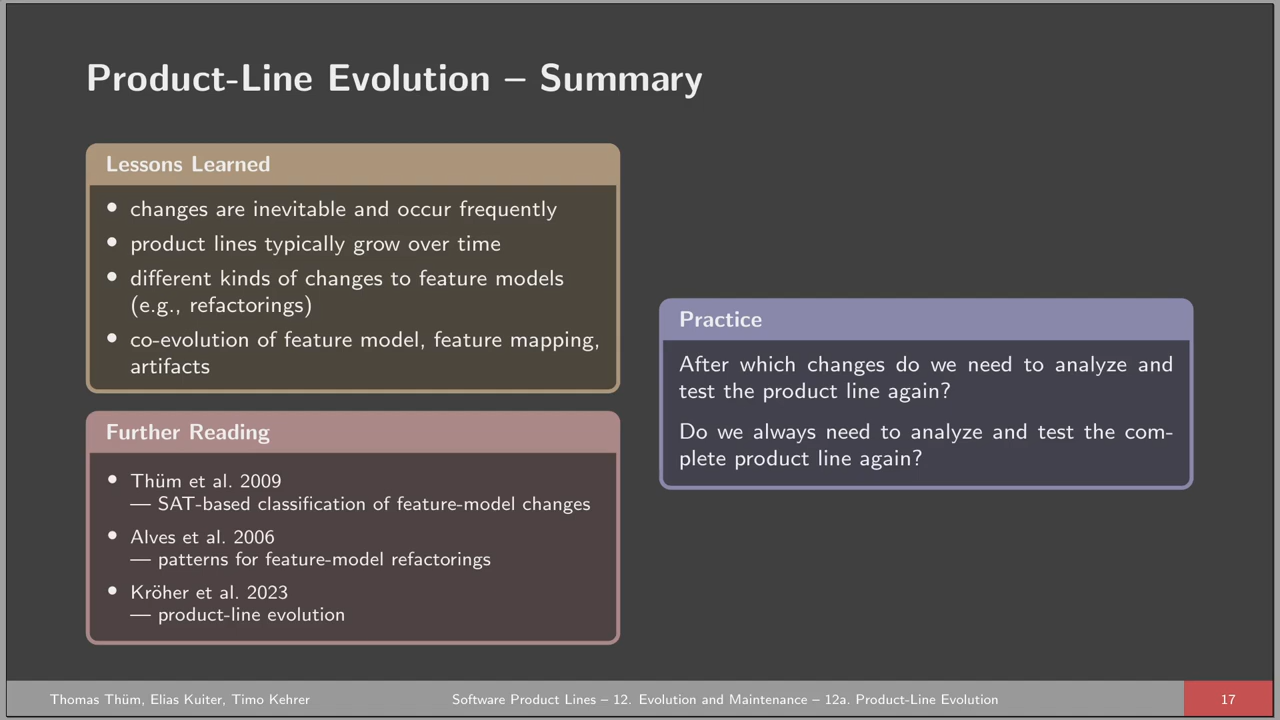 Product-Line Evolution – Summary
Lessons Learned
• changes are inevitable and occur frequently
• product lines typically grow over time
• different kinds of changes to feature models
(e.g., refactorings)
• co-evolution of feature model, feature mapping,
artifacts
Further Reading
• Thüm et al. 2009
— SAT-based classification of feature-model changes
• Alves et al. 2006
— patterns for feature-model refactorings
• Kröher et al. 2023
— product-line evolution
Practice
After which changes do we need to analyze and
test the product line again?
Do we always need to analyze and test the com-
plete product line again?
Thomas Thüm, Elias Kuiter, Timo Kehrer
Software Product Lines – 12. Evolution and Maintenance – 12a. Product-Line Evolution
17